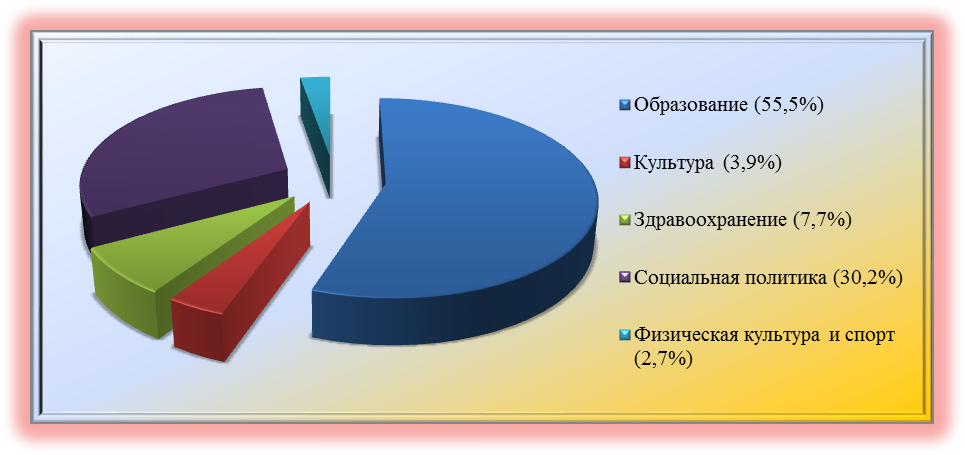 Образование (55,5%)
Культура (3,9%)
Здравоохранение (7,7%)
Социальная политика (30,2%)
Физическая культура и спорт
(2,7%)